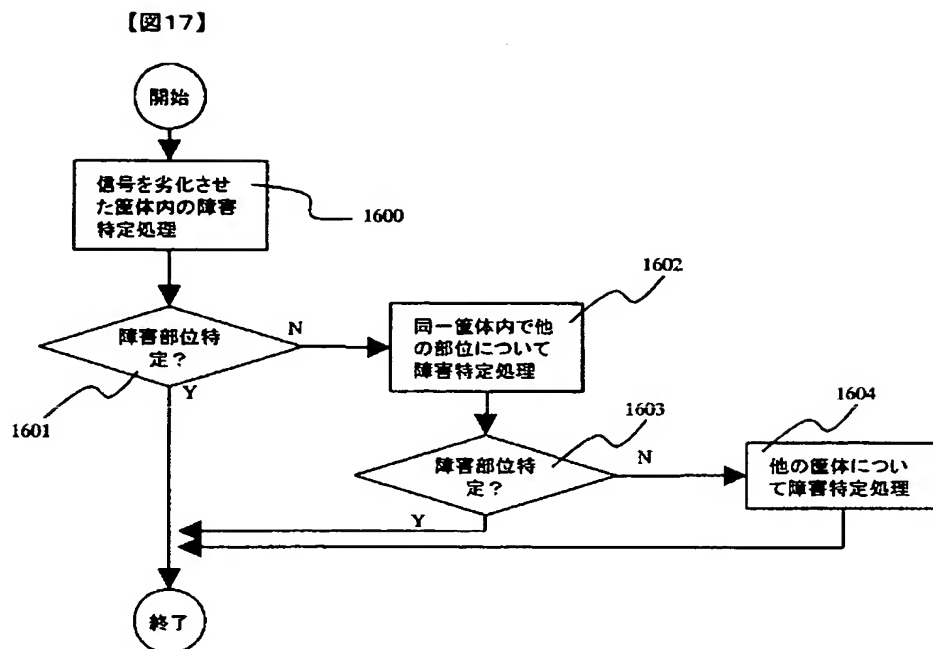 【図17】
開始
信号を劣化させ
た筐体内の障害
特定処理
1600
障害部位特
定？
N
Y
1601
1602
同一筐体内で他
の部位について
障害特定処理
1603
障害部位特
定？
N
Y
1604
他の筐体につい
て障害特定処理
終了